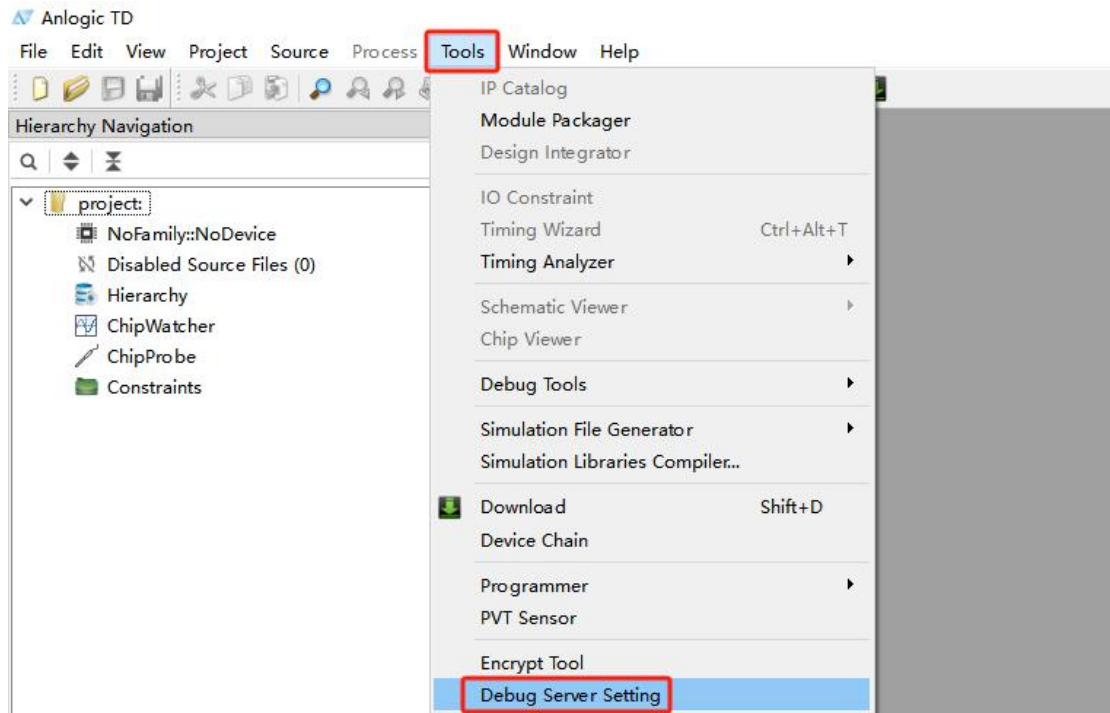 Anlogic TD
File Edit View Project Source Process Tools Window Help
Hierarchy Navigation
project:
NoFamily::NoDevice
Disabled Source Files (0)
Hierarchy
ChipWatcher
ChipProbe
Constraints
IP Catalog
Module Packager
Design Integrator
IO Constraint
Timing Wizard Ctrl+Alt+T
Timing Analyzer
Schematic Viewer
Chip Viewer
Debug Tools
Simulation File Generator
Simulation Libraries Compiler...
Download Shift+D
Device Chain
Programmer
PVT Sensor
Encrypt Tool
Debug Server Setting